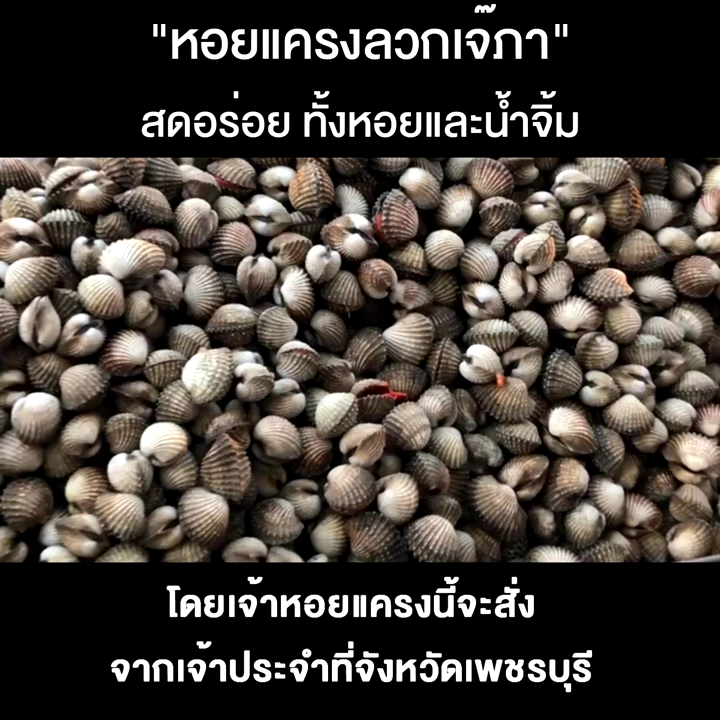 "หอยแครงลวกเจ๊ภา"
สดอร่อย ทั้งหอยและน้ำจิ้ม
โดยเจ้าหอยแครงนี้จะสั่ง
จากเจ้าประจำที่จังหวัดเพชรบุรี